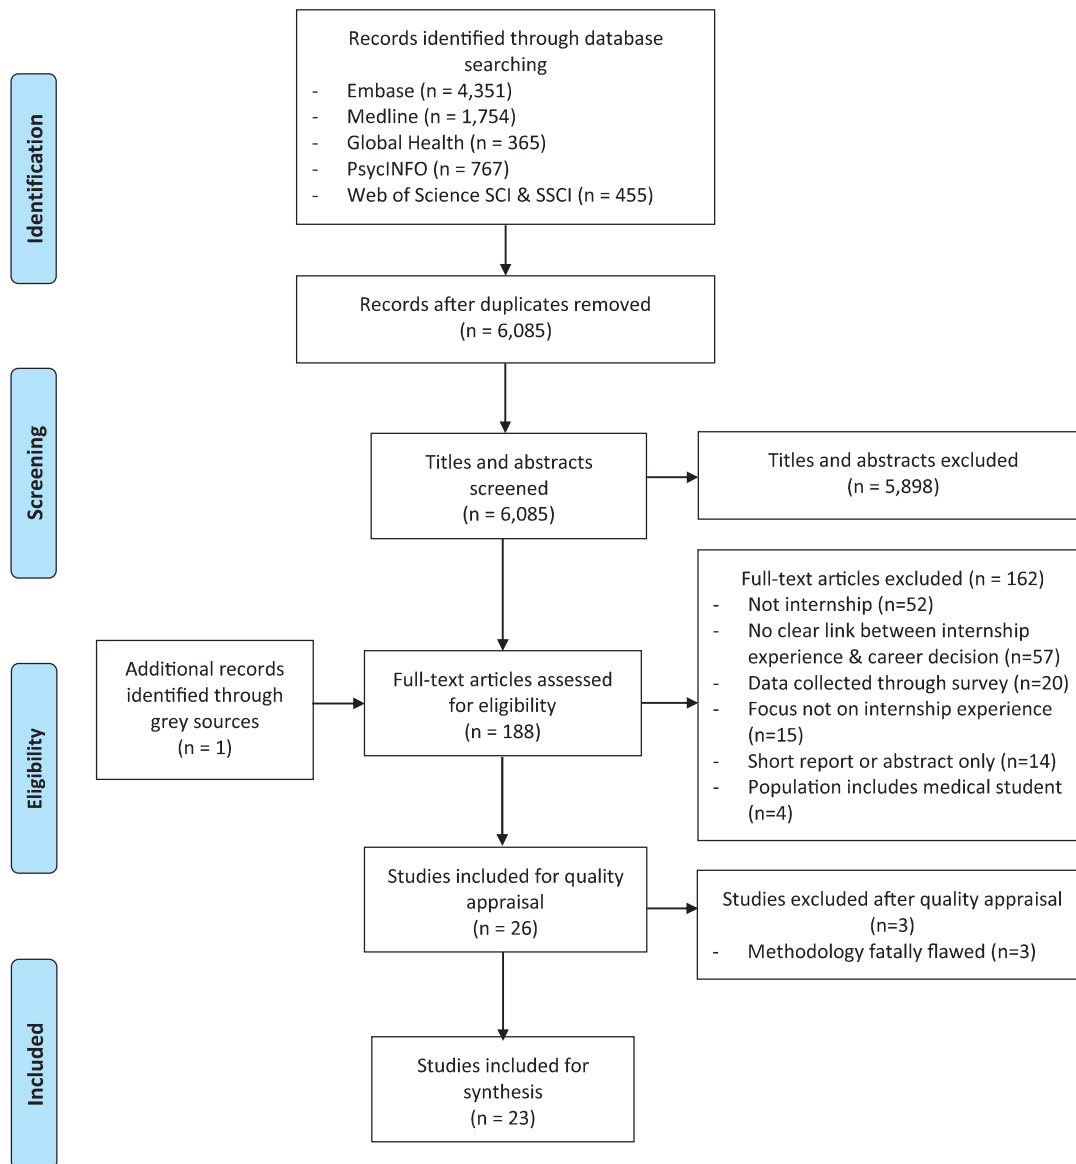 Identification
Records identified through database
searching
- Embase (n = 4,351)
- Medline (n = 1,754)
- Global Health (n = 365)
- PsycINFO (n = 767)
- Web of Science SCI & SSCI (n = 455)
Records after duplicates removed
(n = 6,085)
Screening
Titles and abstracts
screened
(n = 6,085)
Titles and abstracts excluded
(n = 5,898)
Eligibility
Additional records
identified through
grey sources
(n = 1)
Full-text articles assessed
for eligibility
(n = 188)
Full-text articles excluded (n = 162)
- Not internship (n=52)
- No clear link between internship
experience & career decision (n=57)
- Data collected through survey (n=20)
- Focus not on internship experience
(n=15)
- Short report or abstract only (n=14)
- Population includes medical student
(n=4)
Studies included for quality
appraisal
(n = 26)
Studies excluded after quality appraisal
(n=3)
- Methodology fatally flawed (n=3)
Included
Studies included for
synthesis
(n = 23)